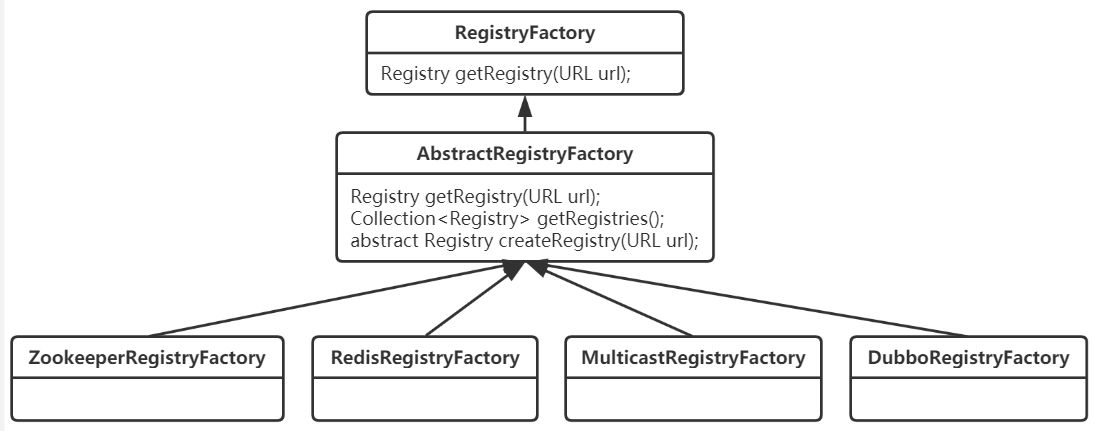 RegistryFactory
Registry getRegistry(URL url);
AbstractRegistryFactory
Registry getRegistry(URL url);
Collection<Registry> getRegistries();
abstract Registry createRegistry(URL url);
ZookeeperRegistryFactory
RedisRegistryFactory
MulticastRegistryFactory
DubboRegistryFactory